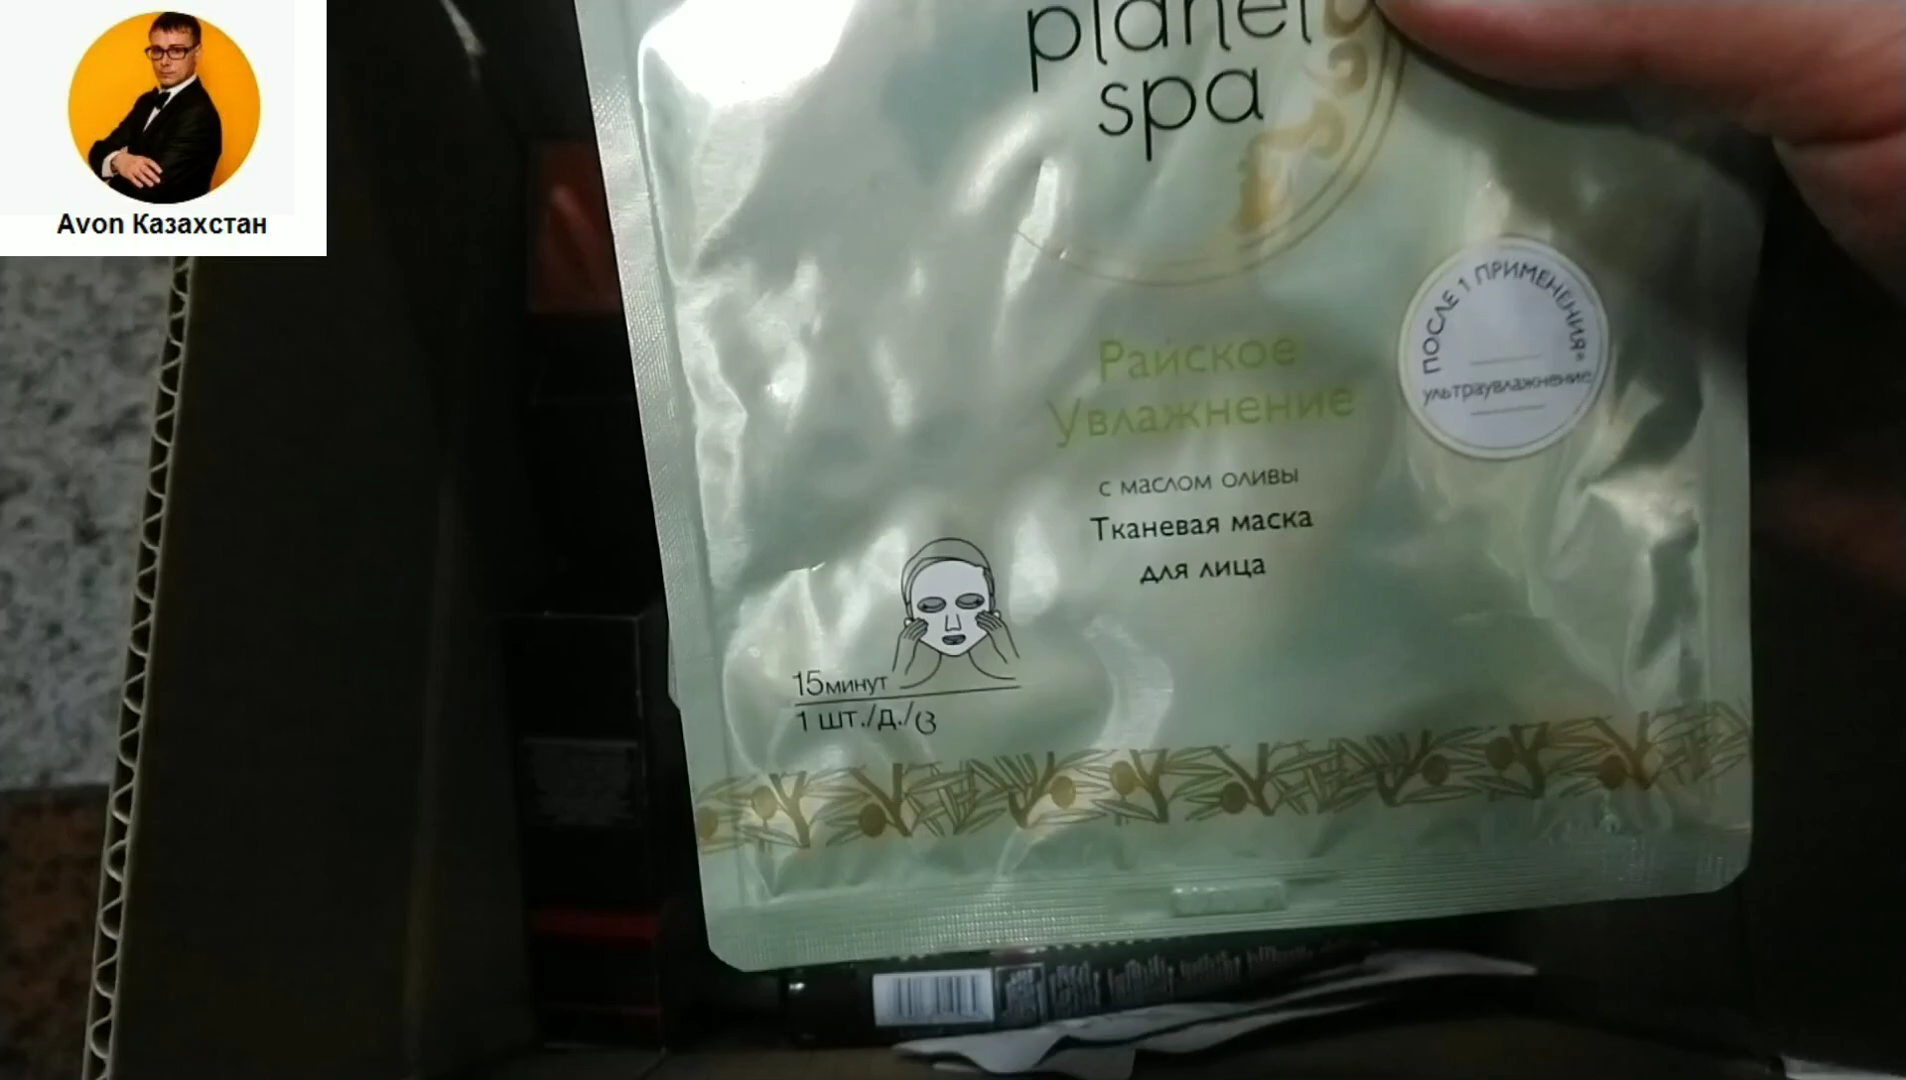 Avon Казахстан
planet
spa
ПОСЛЕ 1 ПРИМЕНЕНИЯ*
ультраувлажнение
Райское
Увлажнение
с маслом оливы
Тканевая маска
для лица
15минут
1 шт./д./